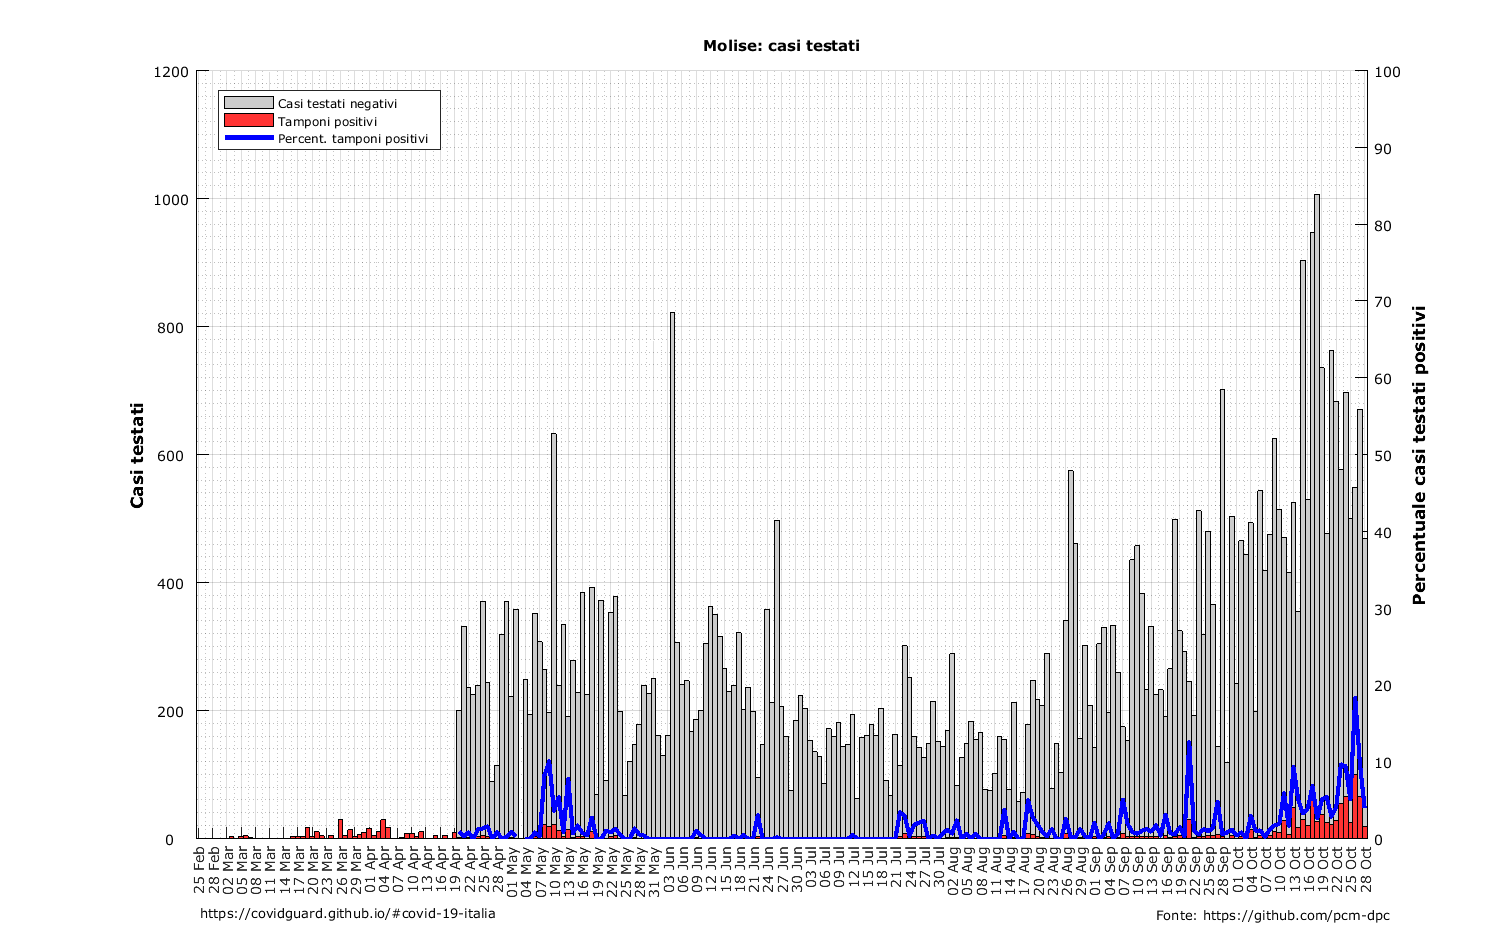 Molise: casi testati
Casi testati negativi
Tamponi positivi
Percent. tamponi positivi
Casi testati
0
200
400
600
800
1000
1200
Percentuale casi testati positivi
0
10
20
30
40
50
60
70
80
90
100
25 Feb
28 Feb
02 Mar
05 Mar
08 Mar
11 Mar
14 Mar
17 Mar
20 Mar
23 Mar
26 Mar
29 Mar
01 Apr
04 Apr
07 Apr
10 Apr
13 Apr
16 Apr
19 Apr
22 Apr
25 Apr
28 Apr
01 May
04 May
07 May
10 May
13 May
16 May
19 May
22 May
25 May
28 May
31 May
03 Jun
06 Jun
09 Jun
12 Jun
15 Jun
18 Jun
21 Jun
24 Jun
27 Jun
30 Jun
03 Jul
06 Jul
09 Jul
12 Jul
15 Jul
18 Jul
21 Jul
24 Jul
27 Jul
30 Jul
02 Aug
05 Aug
08 Aug
11 Aug
14 Aug
17 Aug
20 Aug
23 Aug
26 Aug
29 Aug
01 Sep
04 Sep
07 Sep
10 Sep
13 Sep
16 Sep
19 Sep
22 Sep
25 Sep
28 Sep
01 Oct
04 Oct
07 Oct
10 Oct
13 Oct
16 Oct
19 Oct
22 Oct
25 Oct
28 Oct
https://covidguard.github.io/#covid-19-italia
Fonte: https://github.com/pcm-dpc